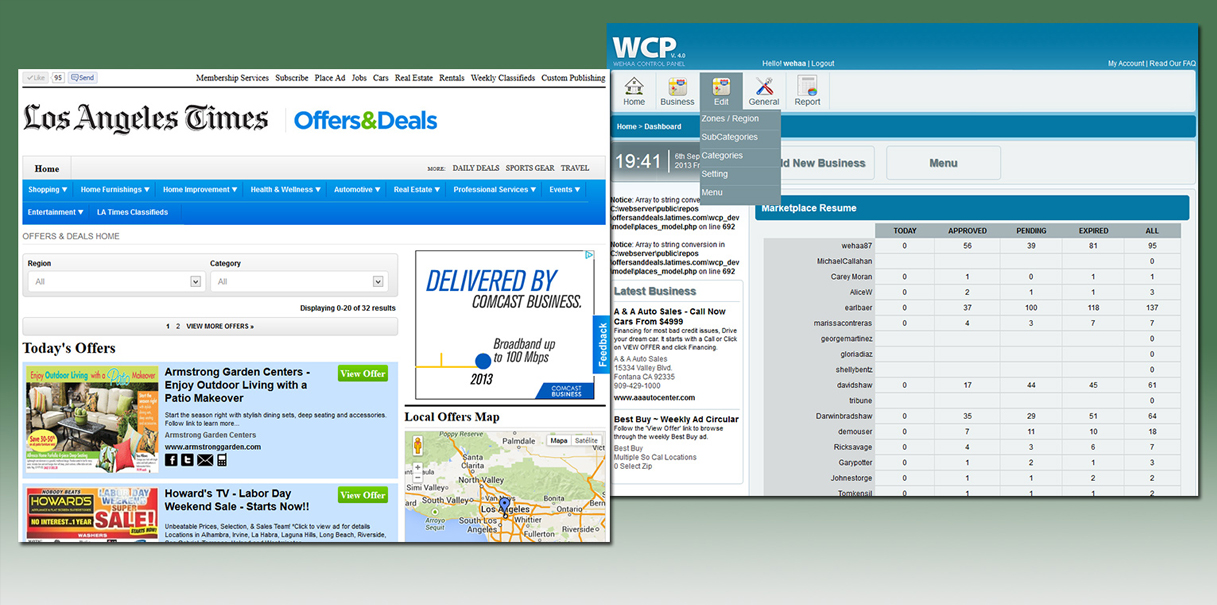 Like 95 Send
Membership Services Subscribe Place Ad Jobs Cars Real Estate Rentals Weekly Classifieds Custom Publishing
Los Angeles Times Offers&Deals
Home
MORE: DAILY DEALS SPORTS GEAR TRAVEL
Shopping Home Furnishings Home Improvement Health & Wellness Automotive Real Estate Professional Services Events
Entertainment LA Times Classifieds
OFFERS & DEALS HOME
Region Category
All All
Displaying 0-20 of 32 results
1 2 VIEW MORE OFFERS »
Today's Offers
Enjoy Outdoor Living with a Patio Makeover
Save 30-50%
Armstrong Garden Centers -
Enjoy Outdoor Living with a
Patio Makeover
View Offer
Start the season right with stylish dining sets, deep seating and accessories.
Follow link to learn more...
Armstrong Garden Centers
www.armstronggarden.com
NOBODY BEATS
HOWARD'S
LABOR DAY
WEEKEND
SUPER
SALE!
STARTS NOW!
NO INTEREST..1 YEAR
WASHERS
Howard's TV - Labor Day
Weekend Sale - Starts Now!!
View Offer
Unbeatable Prices, Selection, & Sales Team! *Click to view ad for details
Locations in Alhambra, Irvine, La Habra, Laguna Hills, Long Beach, Riverside,
DELIVERED BY
COMCAST BUSINESS.
Broadband up
to 100 Mbps
2013
COMCAST
BUSINESS
Feedback
Local Offers Map
Mapa Satélite
Poppy Reserve
Palmdale
Vict
Santa
Clarita
North Valley
Simi Valley
Van Nuys
South Valley
Bonita
Los Angeles
Ontario
Arroyo
Sequit
South Los
Angeles
Whittier
Riverside
WCP V. 4.0
WEHAA CONTROL PANEL
Hello! wehaa | Logout
My Account | Read Our FAQ
Home Business Edit General Report
Zones / Region
SubCategories
Categories
Setting
Menu
Home > Dashboard
19:41
6th Sep
2013 Fr
d New Business
Menu
Notice: Array to string conversion in
C:\webserver\public\repos
\offersanddeals.latimes.com\wcp_dev
\model\places_model.php on line 692
Notice: Array to string conversion in
C:\webserver\public\repos
\offersanddeals.latimes.com\wcp_dev
\model\places_model.php on line 692
Latest Business
A & A Auto Sales - Call Now
Cars From $4999
Financing for most bad credit issues, Drive
your dream car. It starts with a Call or Click
on VIEW OFFER and click Financing.
A & A Auto Sales
15334 Valley Blvd.
Fontana CA 92335
909-429-1000
www.aaautocenter.com
Best Buy ~ Weekly Ad Circular
Follow the 'View Offer' link to browse
through the weekly Best Buy ad.
Best Buy
Multiple So Cal Locations
0 Select Zip
Marketplace Resume
TODAY APPROVED PENDING EXPIRED ALL
wehaa87 0 56 39 81 95
MichaelCallahan 0
Carey Moran 0 1 0 1 1
AliceW 0 2 1 1 3
earlbaer 0 37 100 118 137
marissacontreras 0 4 3 7 7
georgemartinez 0
gloriadiaz 0
shellybentz 0
davidshaw 0 17 44 45 61
tribune 0
Darwinbradshaw 0 35 29 51 64
demouser 0 7 11 10 18
Ricksavage 0 4 3 6 7
Garypotter 0 1 2 1 3
Johnestorge 0 1 1 2 2
Tomkensil 0 1 1 1 2